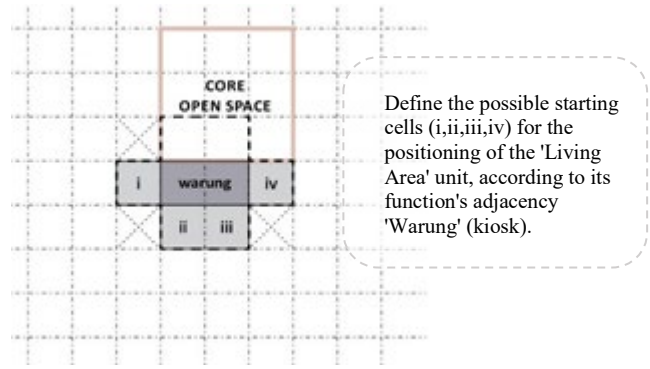 CORE
OPEN SPACE
i
warung
iv
ii
iii
Define the possible starting
cells (i,ii,iii,iv) for the
positioning of the 'Living
Area' unit, according to its
function's adjacency
'Warung' (kiosk).